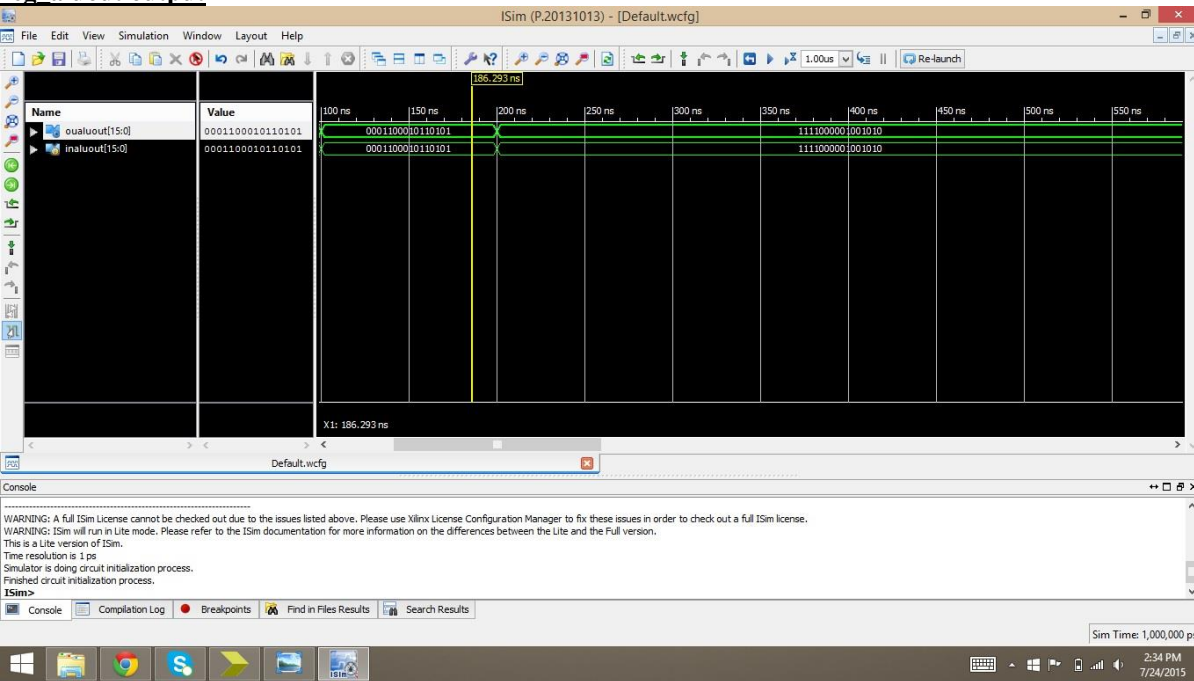 ISim (P.20131013) - [Default.wcfg]
File Edit View Simulation Window Layout Help
1.00us Re-launch
186.293 ns
Name Value 100 ns 150 ns 200 ns 250 ns 300 ns 350 ns 400 ns 450 ns 500 ns 550 ns
oualuout[15:0] 0001100010110101 0001100010110101 1111000001001010
inaluout[15:0] 0001100010110101 0001100010110101 1111000001001010
X1: 186.293 ns
Default.wcfg
Console
WARNING: A full ISim License cannot be checked out due to the issues listed above. Please use Xilinx License Configuration Manager to fix these issues in order to check out a full ISim license.
WARNING: ISim will run in Lite mode. Please refer to the ISim documentation for more information on the differences between the Lite and the Full version.
This is a Lite version of ISim.
Time resolution is 1 ps
Simulator is doing circuit initialization process.
Finished circuit initialization process.
ISim>
Console Compilation Log Breakpoints Find in Files Results Search Results
Sim Time: 1,000,000 ps
2:34 PM
7/24/2015